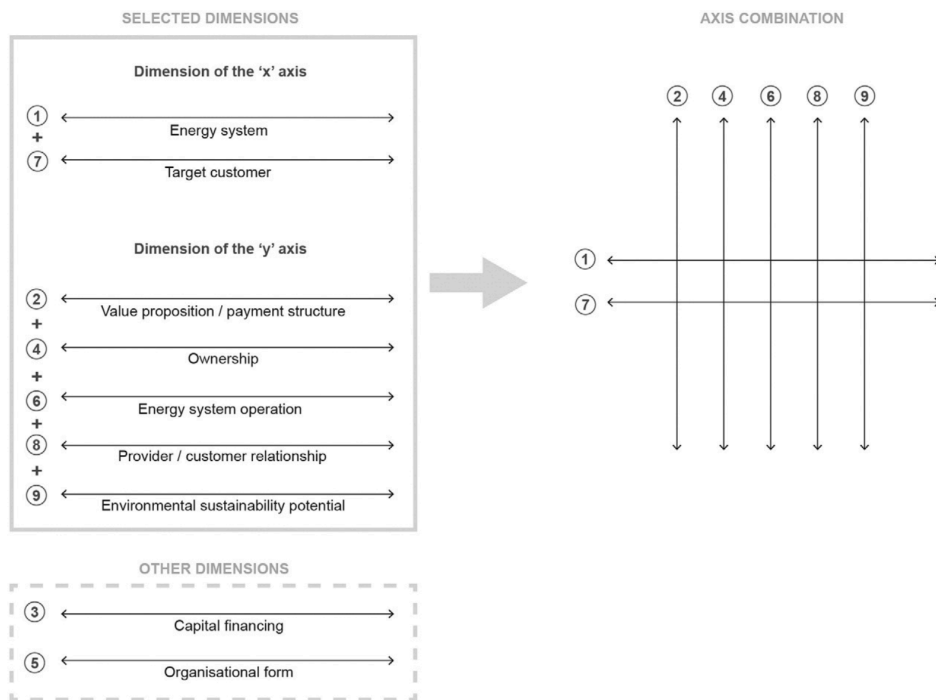 SELECTED DIMENSIONS
Dimension of the ‘x’ axis
1
Energy system
+
7
Target customer
Dimension of the ‘y’ axis
2
Value proposition / payment structure
+
4
Ownership
+
6
Energy system operation
+
8
Provider / customer relationship
+
9
Environmental sustainability potential
OTHER DIMENSIONS
3
Capital financing
5
Organisational form
AXIS COMBINATION
2 4 6 8 9
1
7